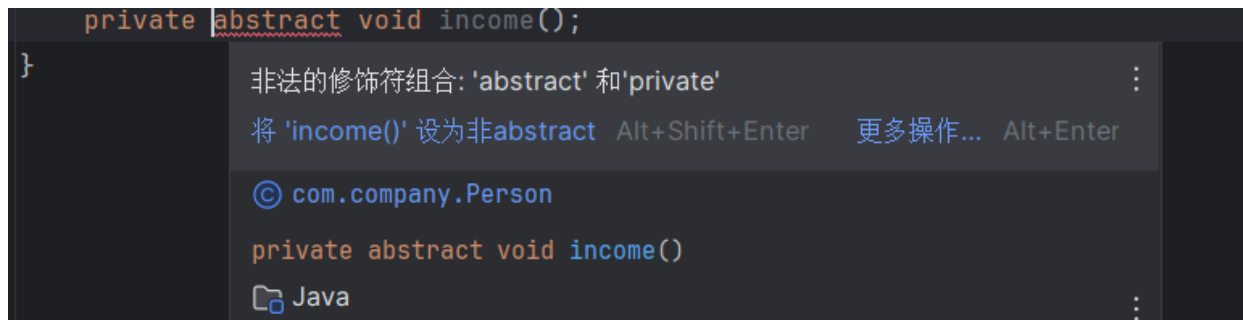 private abstract void income();
}
非法的修饰符组合: 'abstract' 和'private'
将 'income()' 设为非abstract Alt+Shift+Enter 更多操作... Alt+Enter
© com.company.Person
private abstract void income()
Java